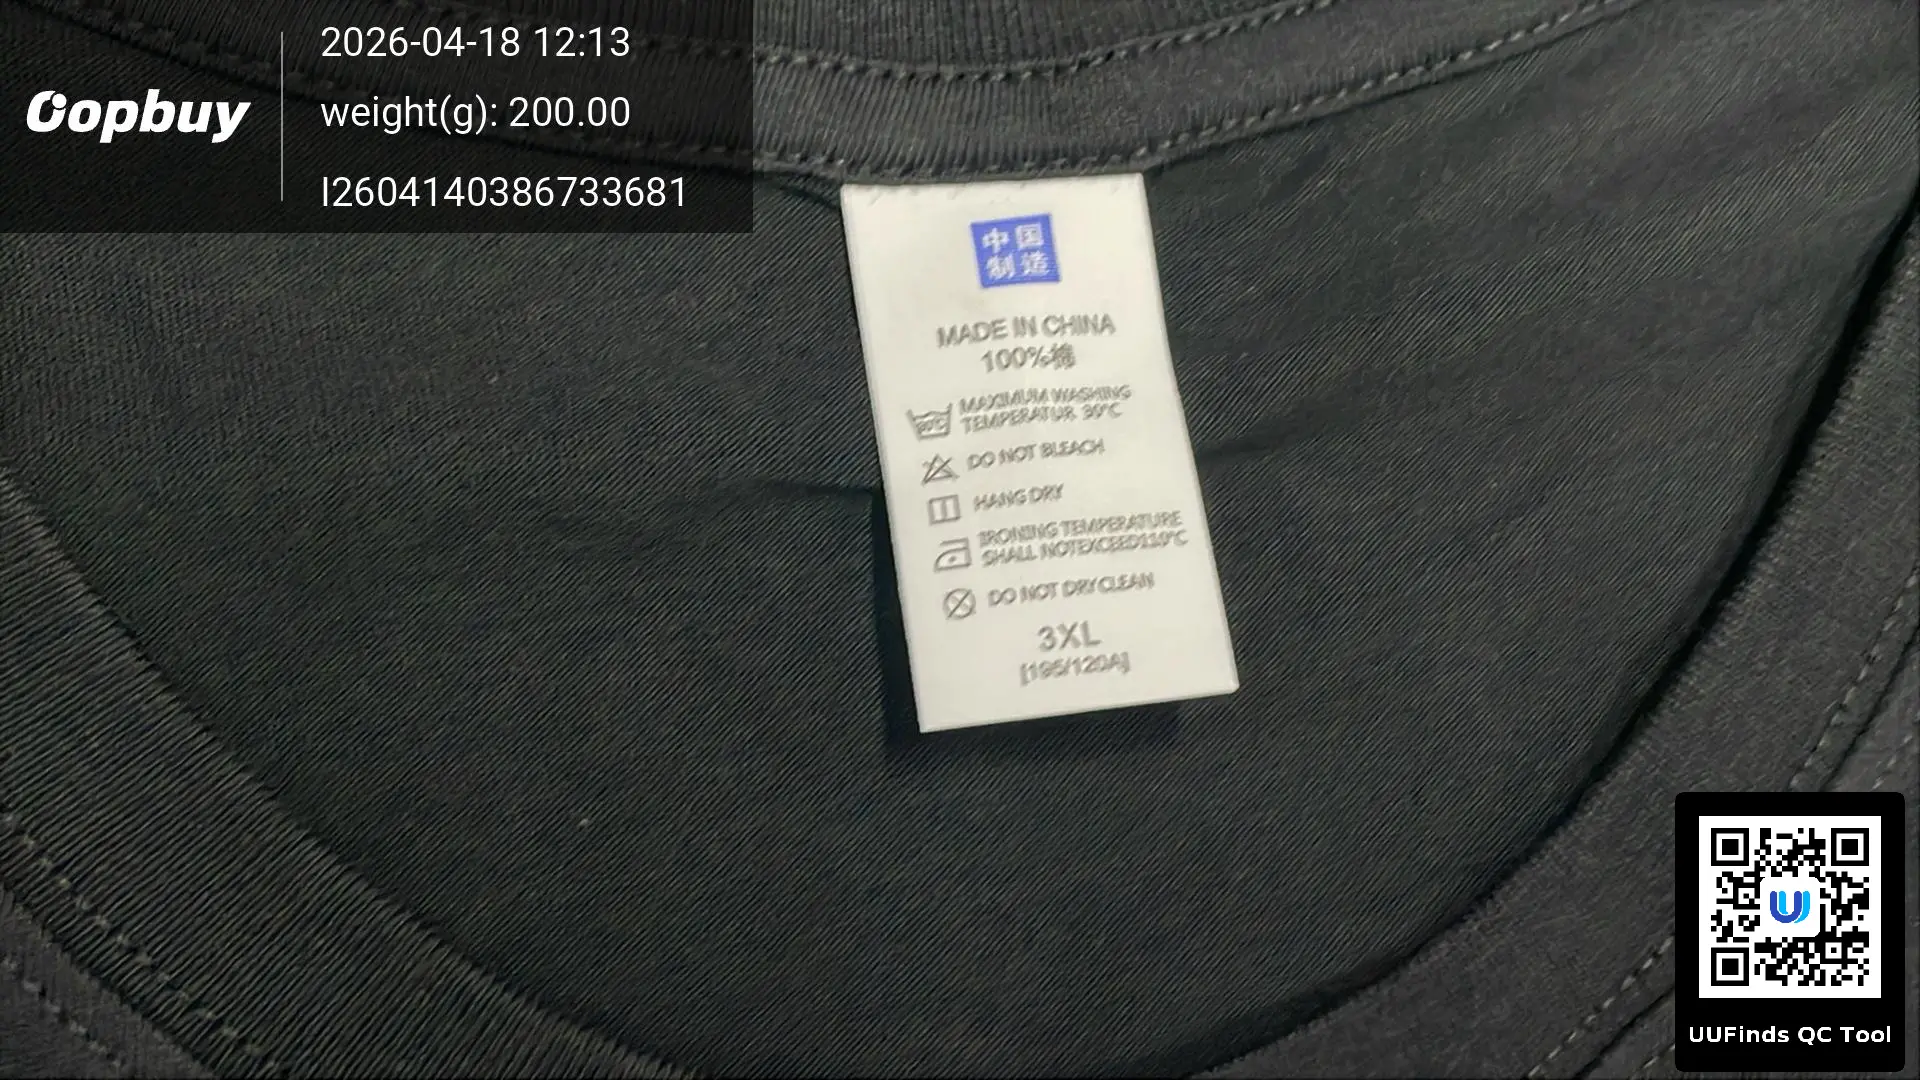 2026-04-18 12:13
Oopbuy
weight(g): 200.00
I2604140386733681
中国
制造
MADE IN CHINA
100%棉
MAXIMUM WASHING
TEMPERATUR 30°C
DO NOT BLEACH
HANG DRY
IRONING TEMPERATURE
SHALL NOTEXCEED110°C
DO NOT DRYCLEAN
3XL
[195/120A]
UUFinds QC Tool